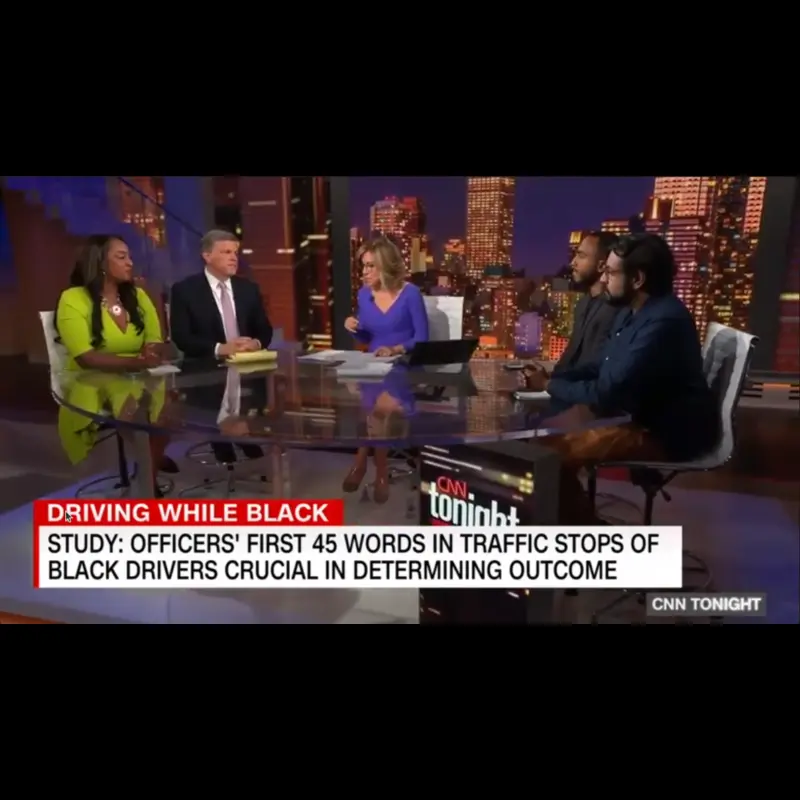 CNN
tonight
DRIVING WHILE BLACK
STUDY: OFFICERS' FIRST 45 WORDS IN TRAFFIC STOPS OF
BLACK DRIVERS CRUCIAL IN DETERMINING OUTCOME
CNN TONIGHT